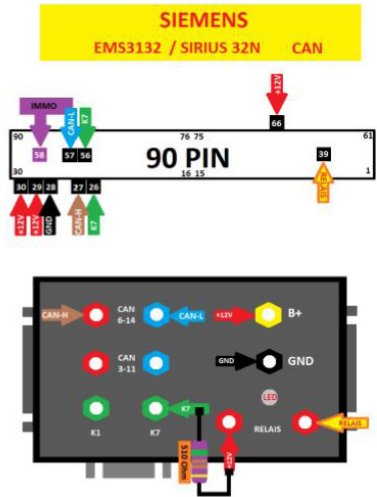 SIEMENS
EMS3132 / SIRIUS 32N CAN
IMMO
CAN-L
K7
+12V
66
90
76 75
61
58
57
56
90 PIN
39
30
16 15
1
30
29
28
27
26
+12V
+12V
GND
CAN-H
K7
RELAIS
CAN-H
CAN
6-14
CAN-L
+12V
B+
CAN
3-11
GND
GND
LED
K7
K1
K7
RELAIS
RELAIS
510 Ohm
+12V